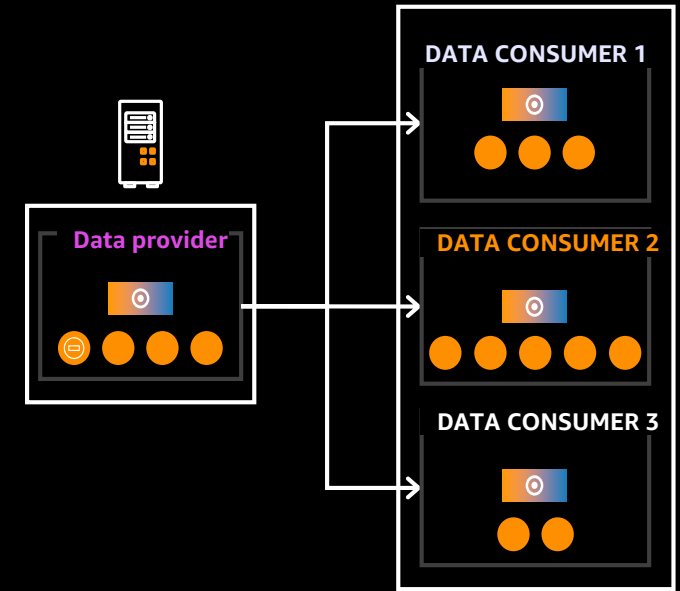 DATA CONSUMER 1
Data provider
DATA CONSUMER 2
DATA CONSUMER 3